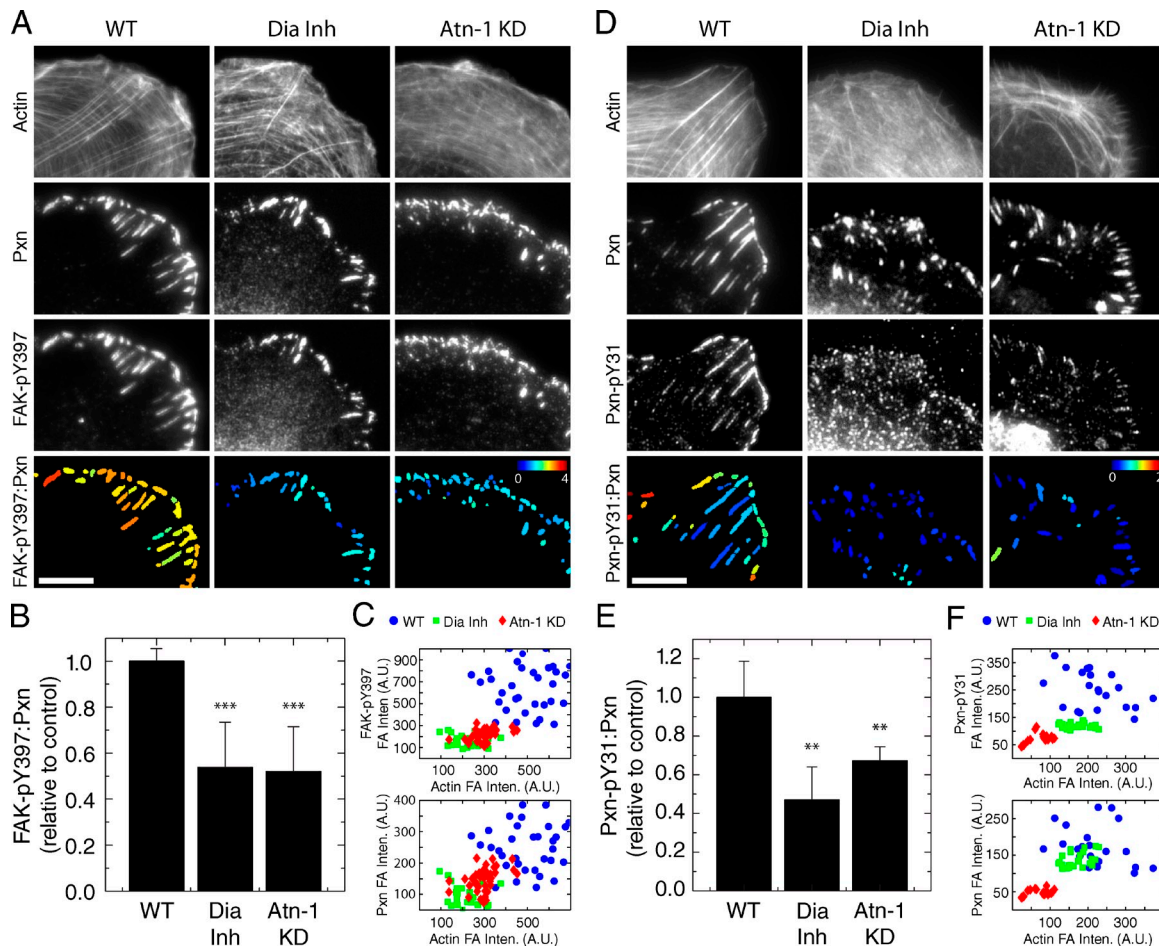 A
WT
Dia Inh
Atn-1 KD
Actin
Pxn
FAK-pY397
FAK-pY397:Pxn
0 2 4
B
FAK-pY397:Pxn
(relative to control)
1.0
0.8
0.6
0.4
0.2
0.0
***
***
WT
Dia
Inh
Atn-1
KD
C
WT
Dia Inh
Atn-1 KD
FAK-pY397
FA Inten. (A.U.)
900
700
500
300
100
100 300 500
Actin FA Inten. (A.U.)
Pxn FA Inten. (A.U.)
400
300
200
100
100 300 500
Actin FA Inten. (A.U.)
D
WT
Dia Inh
Atn-1 KD
Actin
Pxn
Pxn-pY31
Pxn-pY31:Pxn
0 2
E
Pxn-pY31:Pxn
(relative to control)
1.2
1.0
0.8
0.6
0.4
0.2
0.0
**
**
WT
Dia
Inh
Atn-1
KD
F
WT
Dia Inh
Atn-1 KD
Pxn-pY31
FA Inten. (A.U.)
350
250
150
50
100 200 300
Actin FA Inten. (A.U.)
Pxn FA Inten. (A.U.)
250
150
50
100 200 300
Actin FA Inten. (A.U.)